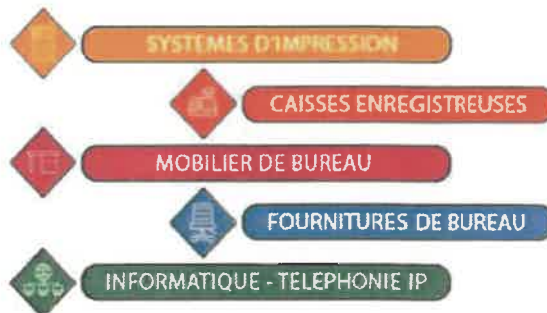 SYSTEMES D'IMPRESSION
CAISSES ENREGISTREUSES
MOBILIER DE BUREAU
FOURNITURES DE BUREAU
INFORMATIQUE - TELEPHONIE IP